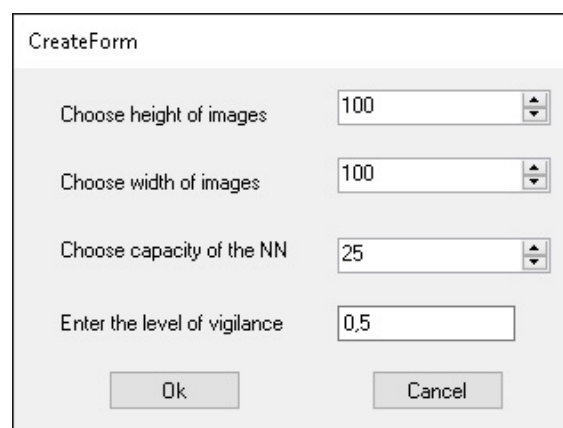 CreateForm
Choose height of images 100
Choose width of images 100
Choose capacity of the NN 25
Enter the level of vigilance 0,5
Ok Cancel